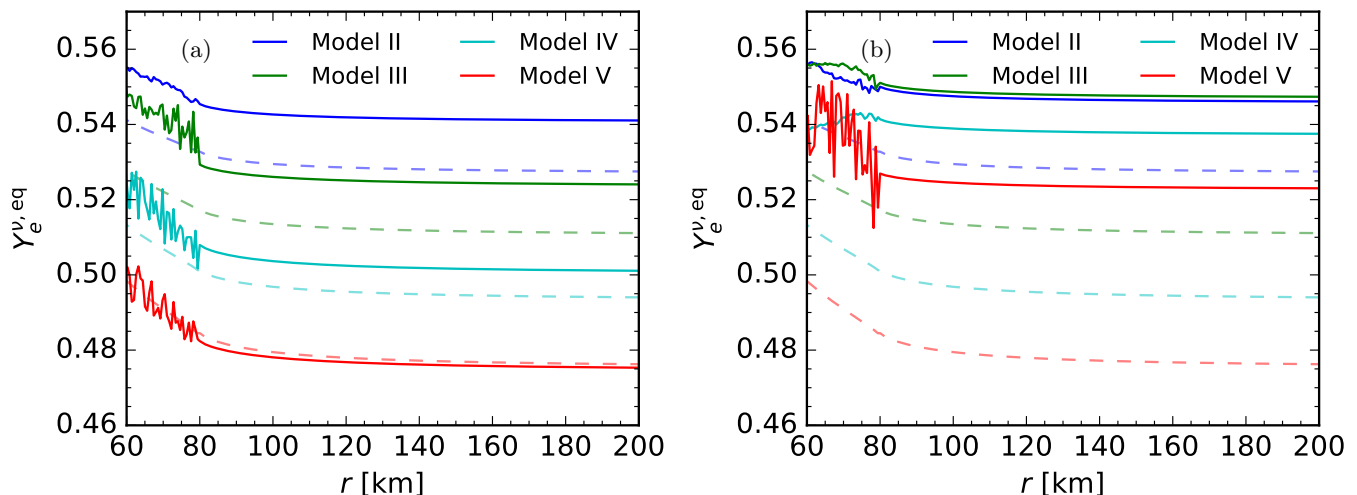 (a)
Model II
Model III
Model IV
Model V
0.56
0.54
0.52
0.50
0.48
0.46
Y_e^{ν, eq}
60 80 100 120 140 160 180 200
r [km]
(b)
Model II
Model III
Model IV
Model V
0.56
0.54
0.52
0.50
0.48
0.46
Y_e^{ν, eq}
60 80 100 120 140 160 180 200
r [km]